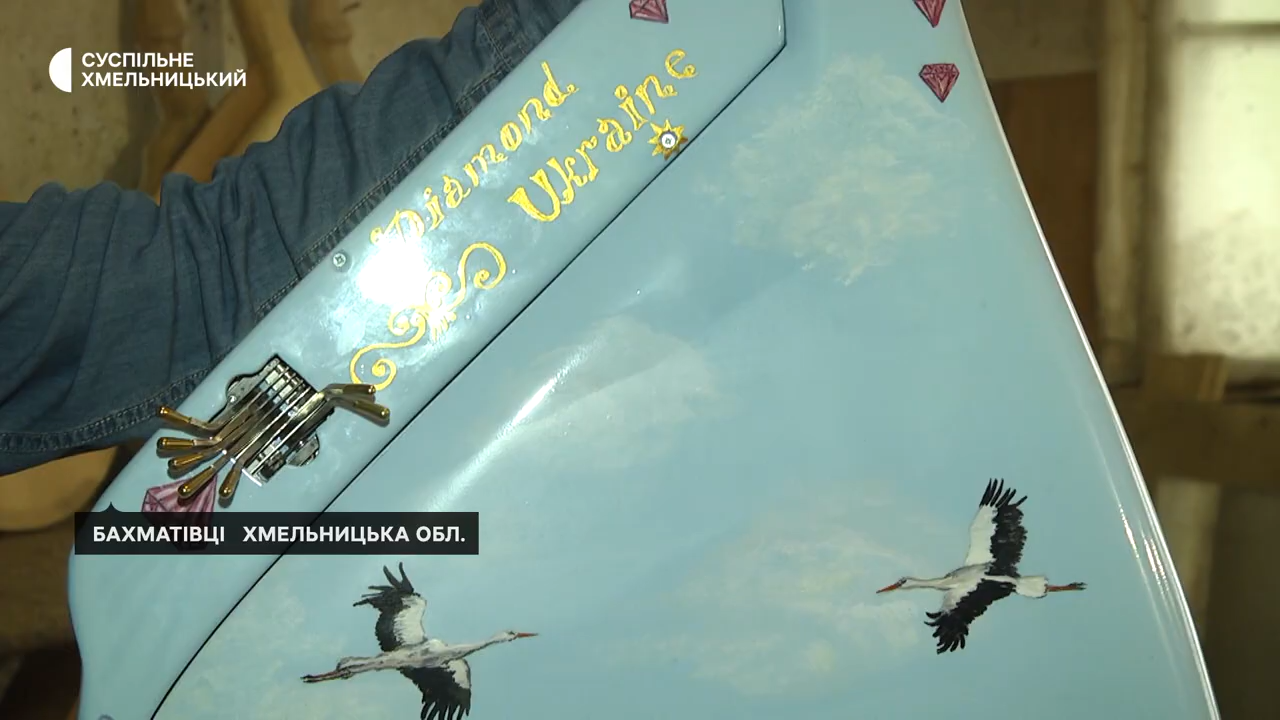 СУСПІЛЬНЕ
ХМЕЛЬНИЦЬКИЙ
Diamond
Ukraine
БАХМАТІВЦІ ХМЕЛЬНИЦЬКА ОБЛ.